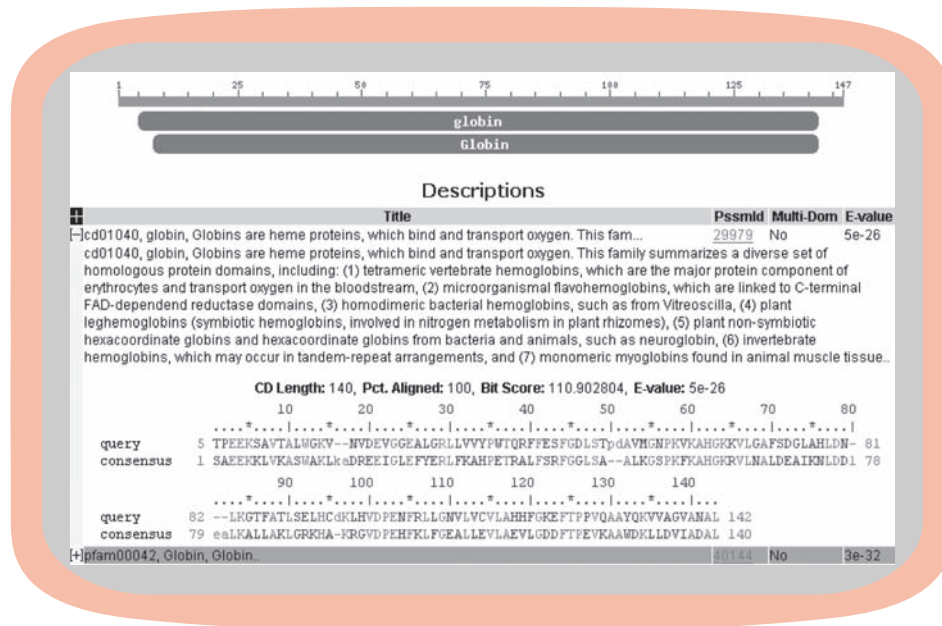 1 25 50 75 100 125 147
globin
Globin
Descriptions
Title Pssmld Multi-Dom E-value
[-]cd01040, globin, Globins are heme proteins, which bind and transport oxygen. This fam... 29979 No 5e-26
cd01040, globin, Globins are heme proteins, which bind and transport oxygen. This family summarizes a diverse set of
homologous protein domains, including: (1) tetrameric vertebrate hemoglobins, which are the major protein component of
erythrocytes and transport oxygen in the bloodstream, (2) microorganismal flavohemoglobins, which are linked to C-terminal
FAD-dependend reductase domains, (3) homodimeric bacterial hemoglobins, such as from Vitreoscilla, (4) plant
leghemoglobins (symbiotic hemoglobins, involved in nitrogen metabolism in plant rhizomes), (5) plant non-symbiotic
hexacoordinate globins and hexacoordinate globins from bacteria and animals, such as neuroglobin, (6) invertebrate
hemoglobins, which may occur in tandem-repeat arrangements, and (7) monomeric myoglobins found in animal muscle tissue..
CD Length: 140, Pct. Aligned: 100, Bit Score: 110.902804, E-value: 5e-26
10 20 30 40 50 60 70 80
....*....|....*....|....*....|....*....|....*....|....*....|....*....|....*....|
query 5 TPEEKSAVTALWGKV--NVDEVGGEALGRLLVVYPWTQRFFESFGDLSTpdAVMGNPKVKAHGKKVLGAFSDGLAHLDN- 81
consensus 1 SAEEKKLVKASWAKLkaDREEIGLEFYERLFKAHPETRALFSRFGGLSA--ALKGSPKFKAHGKRVLNALDEAIKNLDDl 78
90 100 110 120 130 140
....*....|....*....|....*....|....*....|....*....|....*....|....
query 82 --LKGTFATLSELHCdKLHVDPENFRLLGNVLVCVLAHHFGKEFTPPVQAAYQKVVAGVANAL 142
consensus 79 eaLKALLAKLGRKHA-KRGVDPEHFKLFGEALLEVLAEVLGDDFTPEVKAAWDKLLDVIADAL 140
[+]pfam00042, Globin, Globin.. 40144 No 3e-32